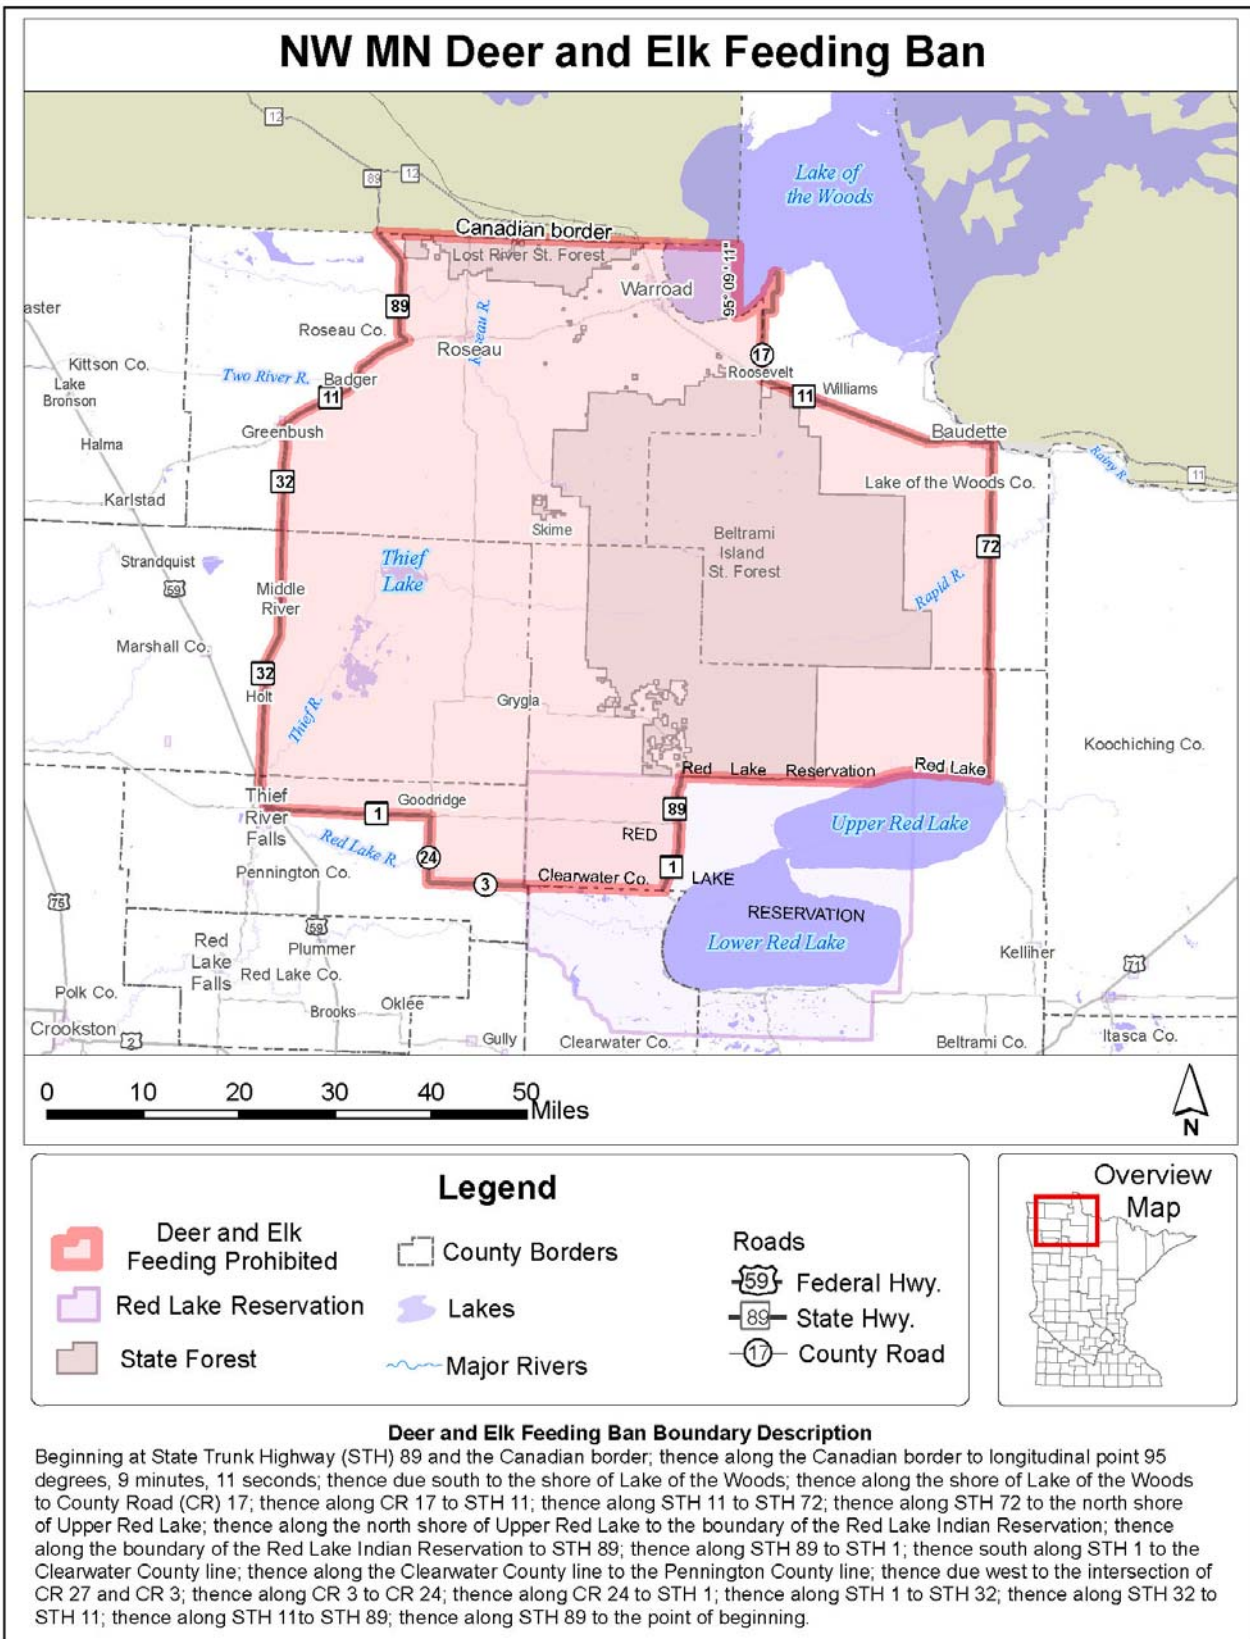 NW MN Deer and Elk Feeding Ban
12
89
12
Lake of
the Woods
Canadian border
Lost River St. Forest
95° 09 ' 11"
Warroad
aster
89
Roseau Co.
Roseau R.
Roseau
17
Roosevelt
Kittson Co.
Lake
Bronson
Two River R.
Badger
11
11
Williams
Halma
Greenbush
Baudette
Rainy R.
11
32
Lake of the Woods Co.
Karlstad
Skime
Beltrami
Island
St. Forest
72
Strandquist
59
Thief
Lake
Middle
River
Rapid R.
Marshall Co.
32
Holt
Thief R.
Grygla
Koochiching Co.
Red Lake Reservation
Red Lake
Thief
River
Falls
Goodridge
1
89
RED
Upper Red Lake
Red Lake R.
24
1
LAKE
Pennington Co.
3
Clearwater Co.
75
59
RESERVATION
Lower Red Lake
Red
Lake
Falls
Plummer
Red Lake Co.
Kelliher
71
Polk Co.
Brooks
Oklee
Crookston
2
Gully
Clearwater Co.
Beltrami Co.
Itasca Co.
0 10 20 30 40 50
Miles
N
Legend
Deer and Elk
Feeding Prohibited
Red Lake Reservation
State Forest
County Borders
Lakes
Major Rivers
Roads
59 Federal Hwy.
89 State Hwy.
17 County Road
Overview
Map
Deer and Elk Feeding Ban Boundary Description
Beginning at State Trunk Highway (STH) 89 and the Canadian border; thence along the Canadian border to longitudinal point 95
degrees, 9 minutes, 11 seconds; thence due south to the shore of Lake of the Woods; thence along the shore of Lake of the Woods
to County Road (CR) 17; thence along CR 17 to STH 11; thence along STH 11 to STH 72; thence along STH 72 to the north shore
of Upper Red Lake; thence along the north shore of Upper Red Lake to the boundary of the Red Lake Indian Reservation; thence
along the boundary of the Red Lake Indian Reservation to STH 89; thence along STH 89 to STH 1; thence south along STH 1 to the
Clearwater County line; thence along the Clearwater County line to the Pennington County line; thence due west to the intersection of
CR 27 and CR 3; thence along CR 3 to CR 24; thence along CR 24 to STH 1; thence along STH 1 to STH 32; thence along STH 32 to
STH 11; thence along STH 11to STH 89; thence along STH 89 to the point of beginning.